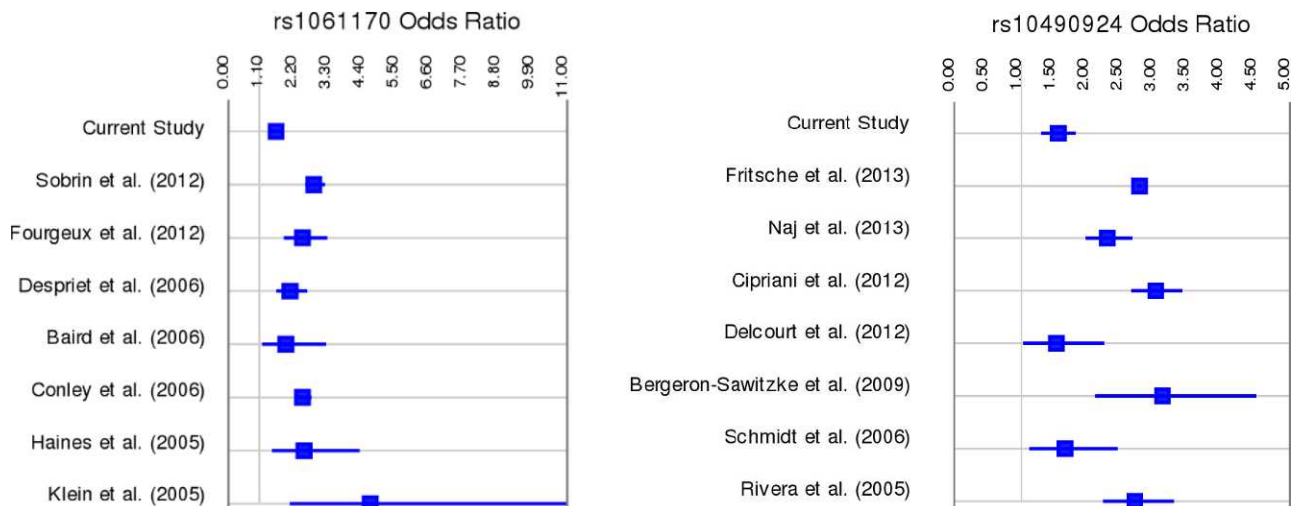 rs1061170 Odds Ratio
0.00 1.10 2.20 3.30 4.40 5.50 6.60 7.70 8.80 9.90 11.00
Current Study
Sobrin et al. (2012)
Fourgeux et al. (2012)
Despriet et al. (2006)
Baird et al. (2006)
Conley et al. (2006)
Haines et al. (2005)
Klein et al. (2005)
rs10490924 Odds Ratio
0.00 0.50 1.00 1.50 2.00 2.50 3.00 3.50 4.00 4.50 5.00
Current Study
Fritsche et al. (2013)
Naj et al. (2013)
Cipriani et al. (2012)
Delcourt et al. (2012)
Bergeron-Sawitzke et al. (2009)
Schmidt et al. (2006)
Rivera et al. (2005)